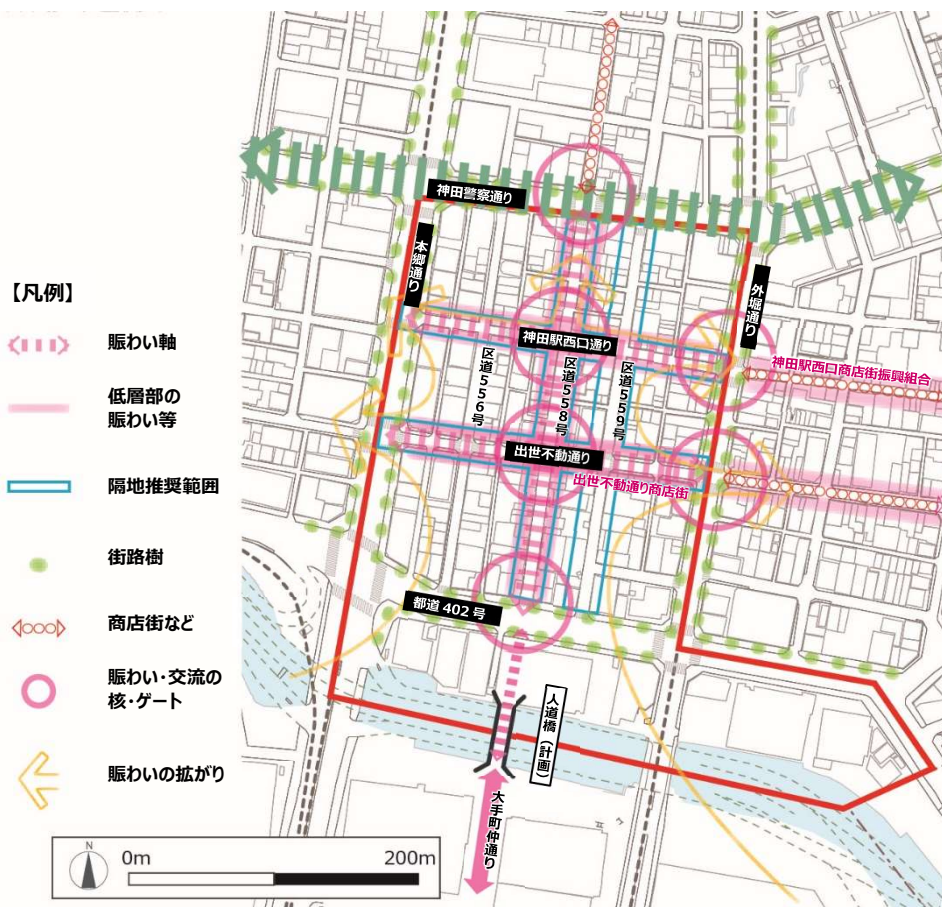 【凡例】
賑わい軸
低層部の
賑わい等
隔地推奨範囲
街路樹
商店街など
賑わい・交流の
核・ゲート
賑わいの拡がり
神田警察通り
本郷通り
外堀通り
神田駅西口通り
神田駅西口商店街振興組合
区道556号
区道558号
区道559号
出世不動通り
出世不動通り商店街
都道402号
人道橋(計画)
大手町仲通り
N
0m
200m